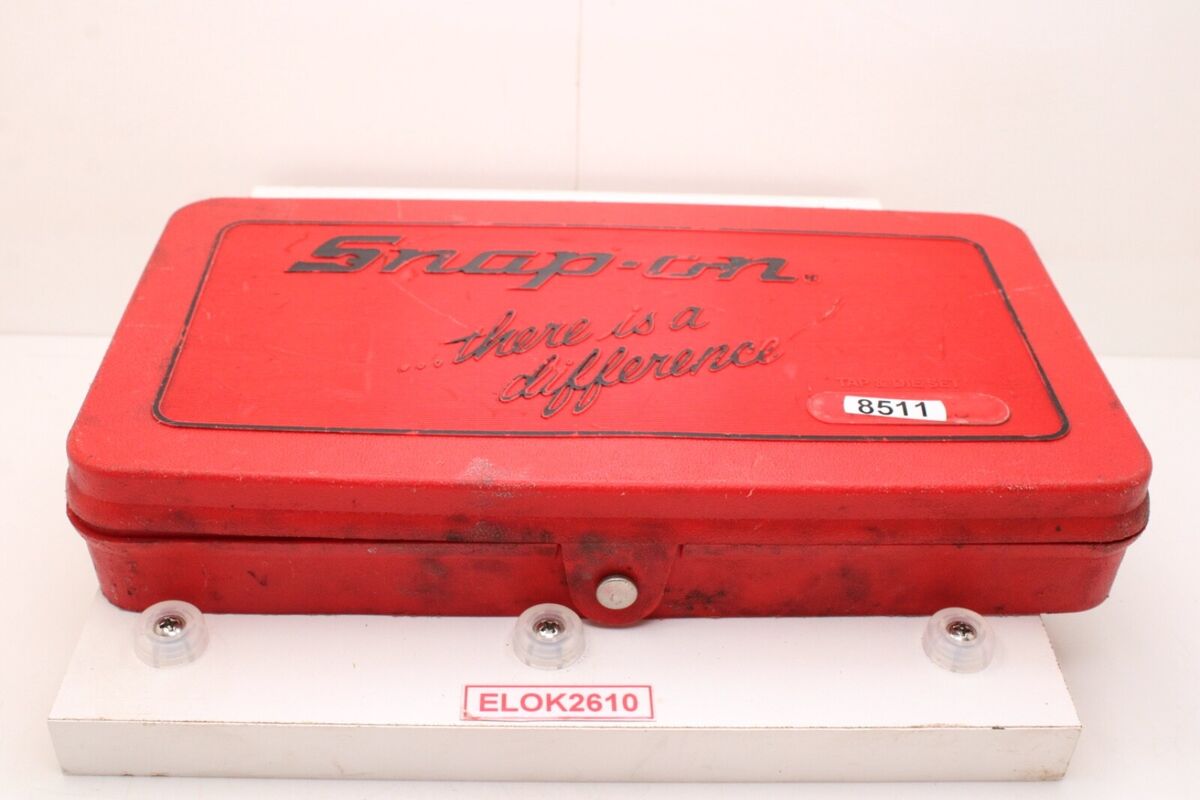 Snap-on
...there is a
difference
TAP & DIE SET
8511
ELOK2610